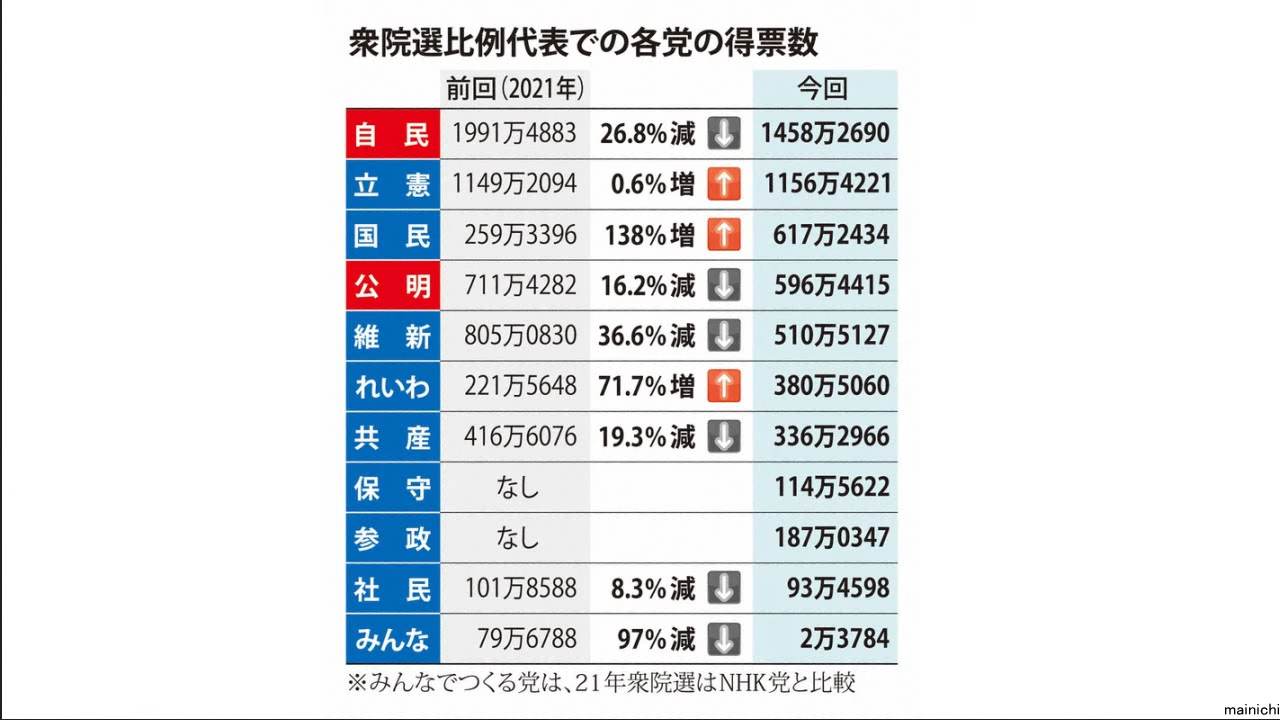 衆院選比例代表での各党の得票数
前回(2021年) 今回
自 民 1991万4883 26.8%減 1458万2690
立 憲 1149万2094 0.6%増 1156万4221
国 民 259万3396 138%増 617万2434
公 明 711万4282 16.2%減 596万4415
維 新 805万0830 36.6%減 510万5127
れいわ 221万5648 71.7%増 380万5060
共 産 416万6076 19.3%減 336万2966
保 守 なし 114万5622
参 政 なし 187万0347
社 民 101万8588 8.3%減 93万4598
みんな 79万6788 97%減 2万3784
※みんなでつくる党は、21年衆院選はNHK党と比較
mainichi